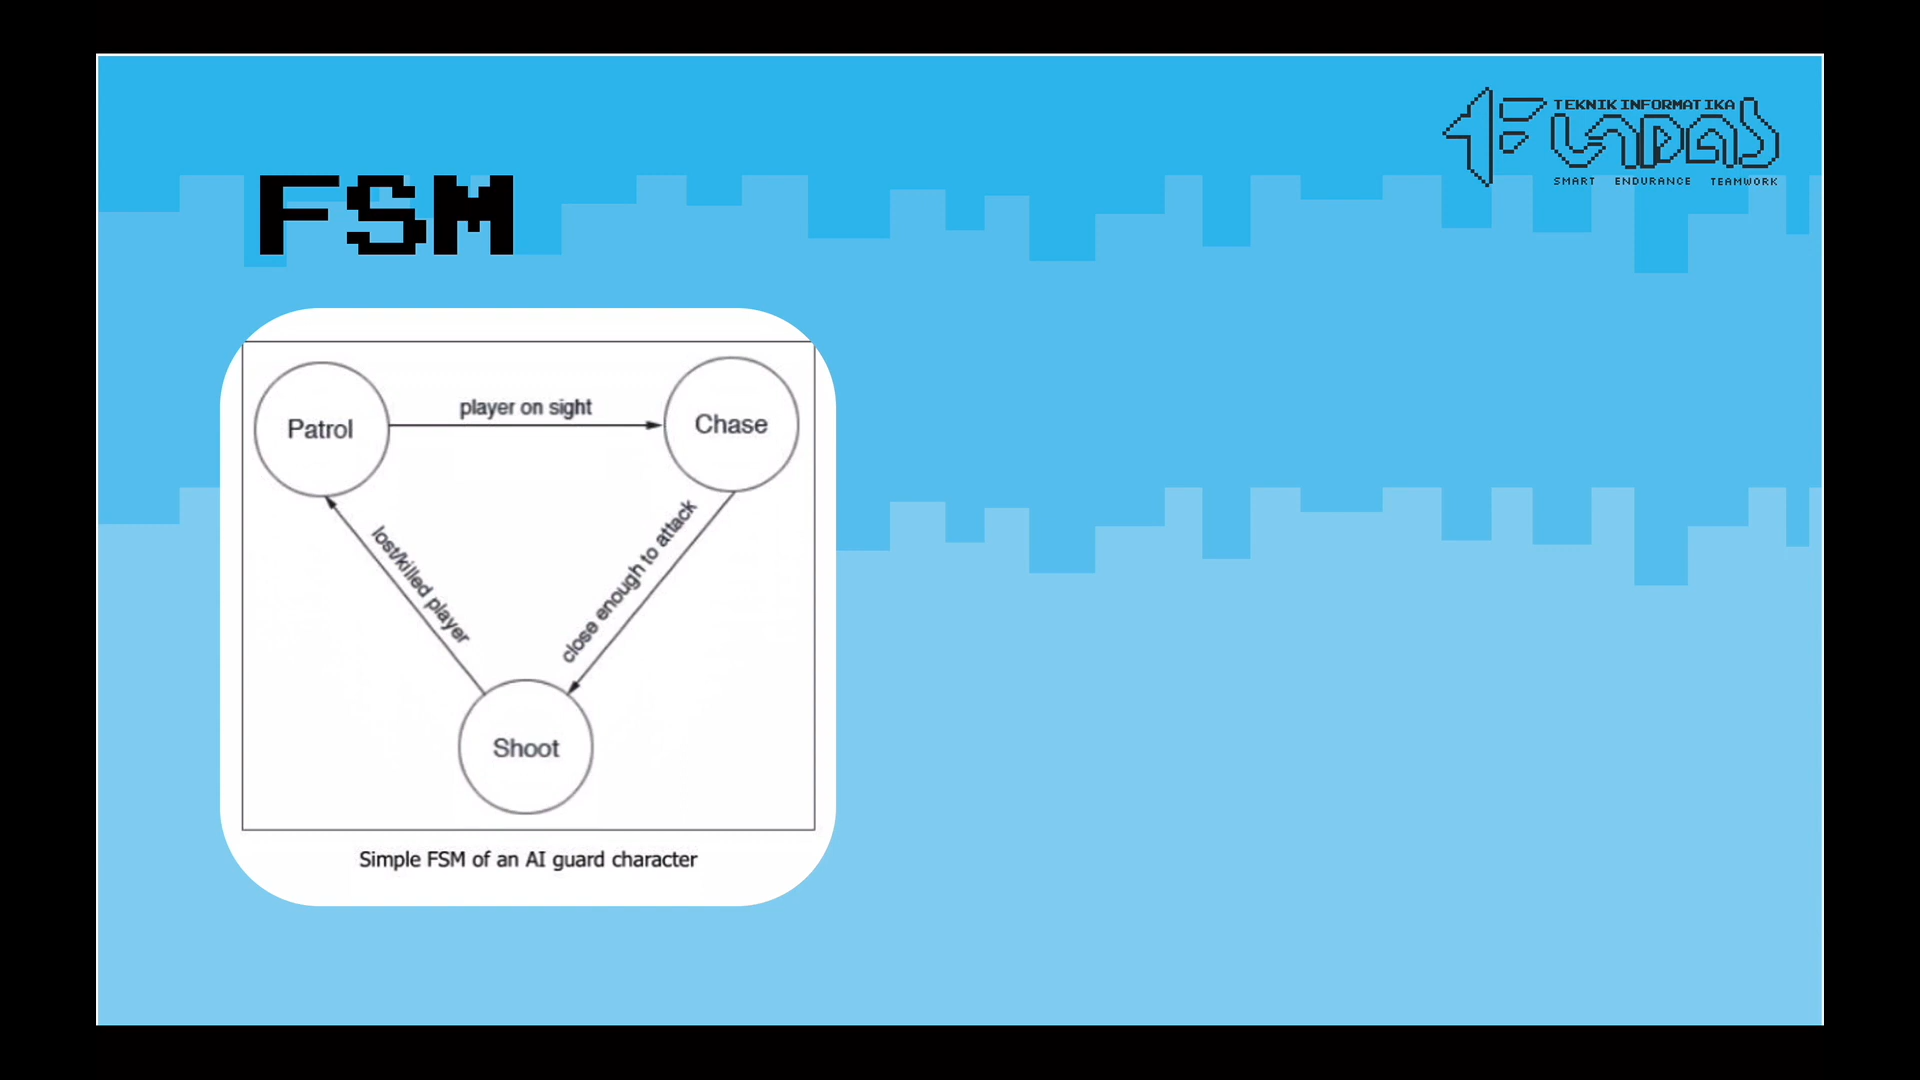 TEKNIK INFORMATIKA
UNPAS
SMART ENDURANCE TEAMWORK
FSM
Patrol
player on sight
Chase
lost/killed player
close enough to attack
Shoot
Simple FSM of an AI guard character